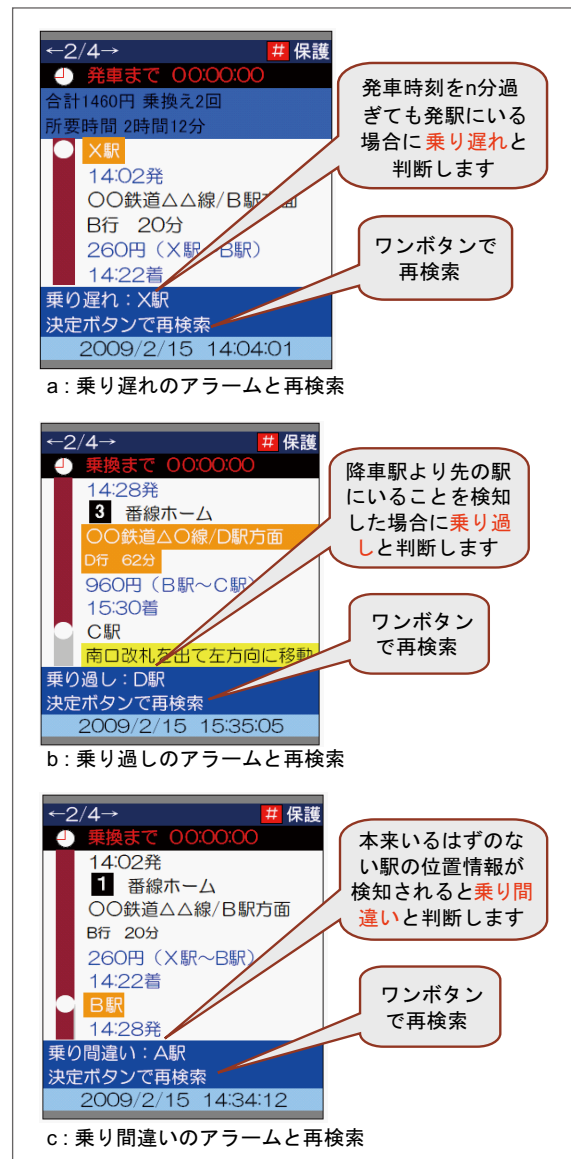 ←2/4→ # 保護
発車まで 00:00:00
合計1460円 乗換え2回
所要時間 2時間12分
X駅
14:02発
〇〇鉄道△△線/B駅方面
B行 20分
260円（X駅～B駅）
14:22着
乗り遅れ：X駅
決定ボタンで再検索
2009/2/15 14:04:01
発車時刻をn分過
ぎても発駅にいる
場合に乗り遅れと
判断します
ワンボタンで
再検索
a : 乗り遅れのアラームと再検索
←2/4→ # 保護
乗換まで 00:00:00
14:28発
3 番線ホーム
〇〇鉄道△〇線/D駅方面
D行 62分
960円（B駅～C駅）
15:30着
C駅
南口改札を出て左方向に移動
乗り過し：D駅
決定ボタンで再検索
2009/2/15 15:35:05
降車駅より先の駅
にいることを検知
した場合に乗り過
しと判断します
ワンボタン
で再検索
b : 乗り過しのアラームと再検索
←2/4→ # 保護
乗換まで 00:00:00
14:02発
1 番線ホーム
〇〇鉄道△△線/B駅方面
B行 20分
260円（X駅～B駅）
14:22着
B駅
14:28発
乗り間違い：A駅
決定ボタンで再検索
2009/2/15 14:34:12
本来いるはずのな
い駅の位置情報が
検知されると乗り間
違いと判断します
ワンボタン
で再検索
c : 乗り間違いのアラームと再検索